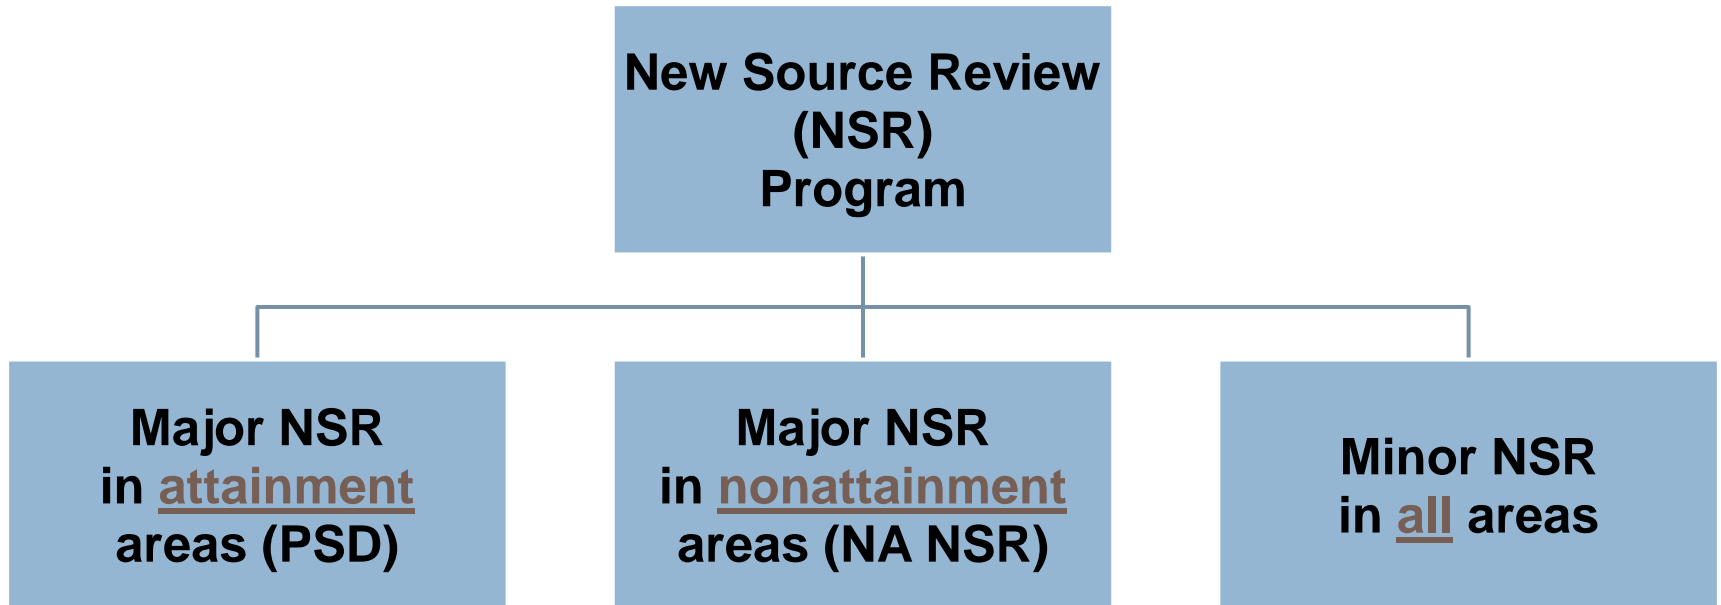 New Source Review
(NSR)
Program
Major NSR
in attainment
areas (PSD)
Major NSR
in nonattainment
areas (NA NSR)
Minor NSR
in all areas